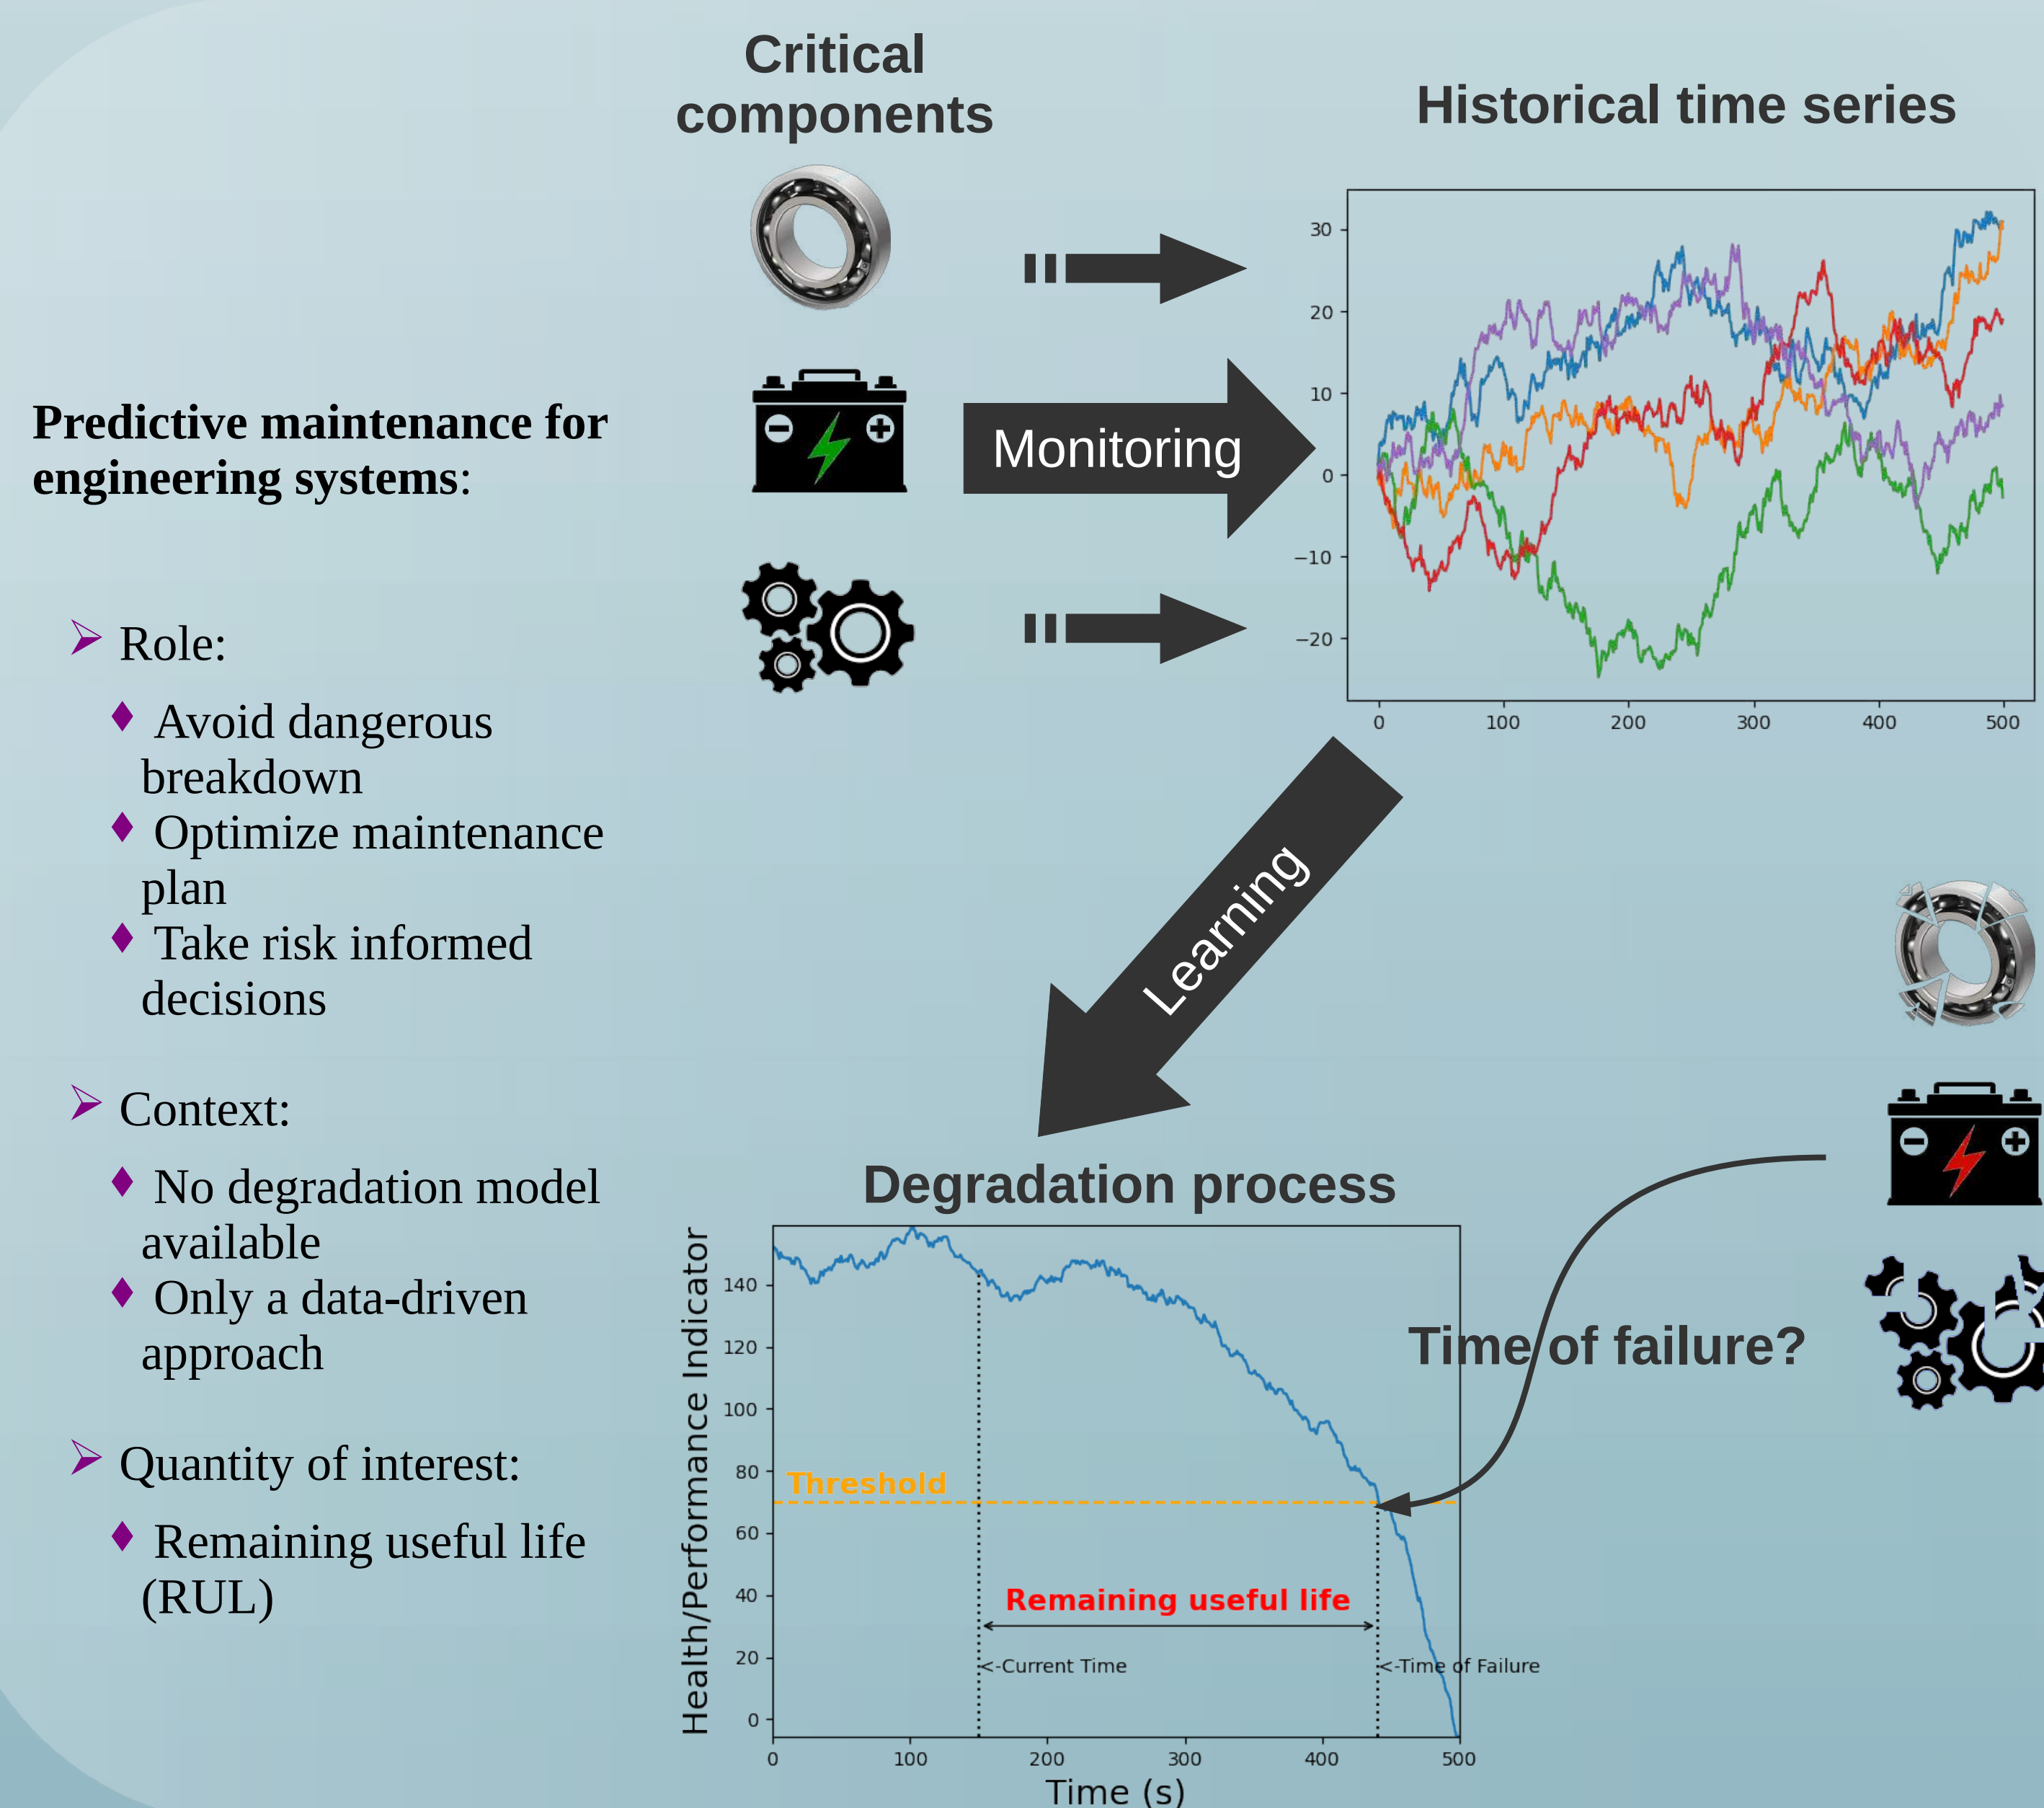 Critical
components
Historical time series
Predictive maintenance for
engineering systems:
Role:
Avoid dangerous
breakdown
Optimize maintenance
plan
Take risk informed
decisions
Context:
No degradation model
available
Only a data-driven
approach
Quantity of interest:
Remaining useful life
(RUL)
Monitoring
30
20
10
0
−10
−20
0 100 200 300 400 500
Learning
Degradation process
Health/Performance Indicator
140
120
100
80
60
40
20
0
Threshold
Remaining useful life
<-Current Time
<-Time of Failure
0 100 200 300 400 500
Time (s)
Time of failure?